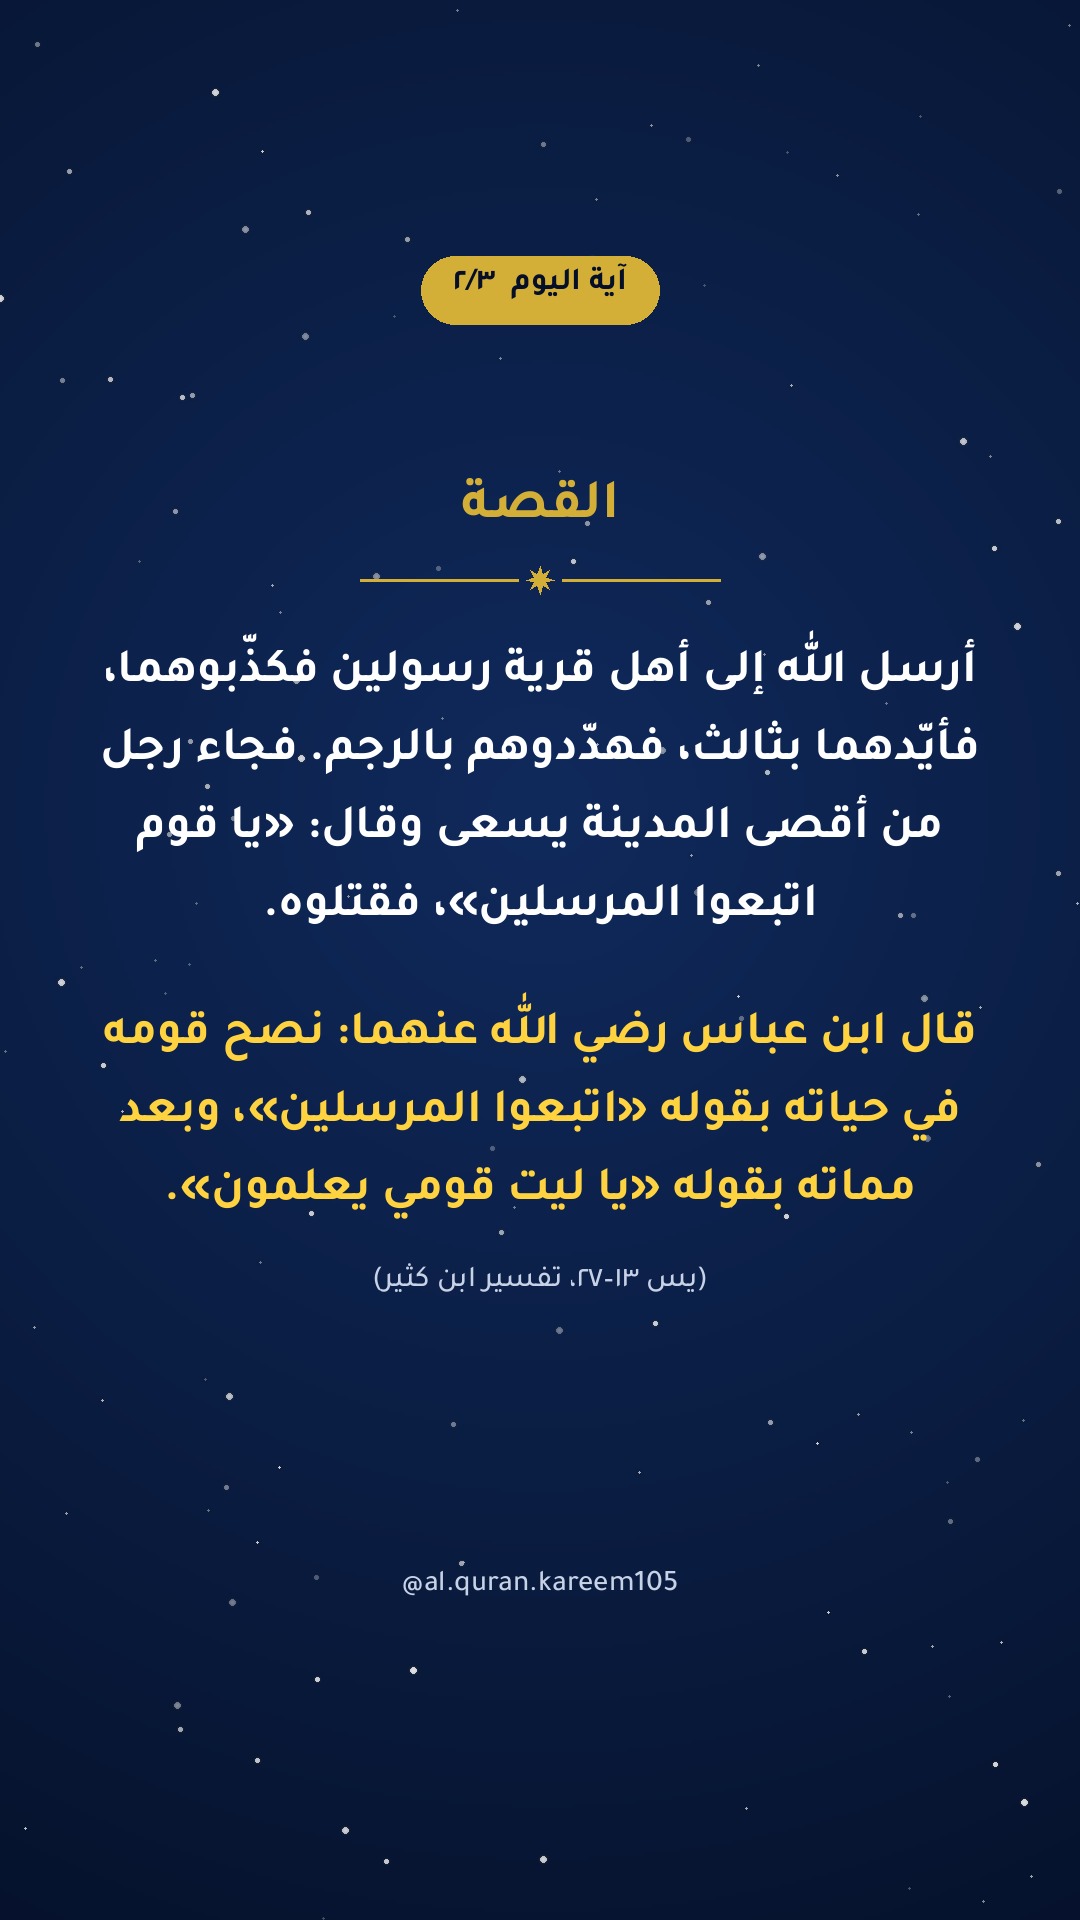 آية اليوم ٢/٣
القصة
أرسل الله إلى أهل قرية رسولين فكذّبوهما،
فأيّدهما بثالث، فهدّدوهم بالرجم. فجاء رجل
من أقصى المدينة يسعى وقال: «يا قوم
اتبعوا المرسلين»، فقتلوه.
قال ابن عباس رضي الله عنهما: نصح قومه
في حياته بقوله «اتبعوا المرسلين»، وبعد
مماته بقوله «يا ليت قومي يعلمون».
(يس ١٣-٢٧، تفسير ابن كثير)
@al.quran.kareem105